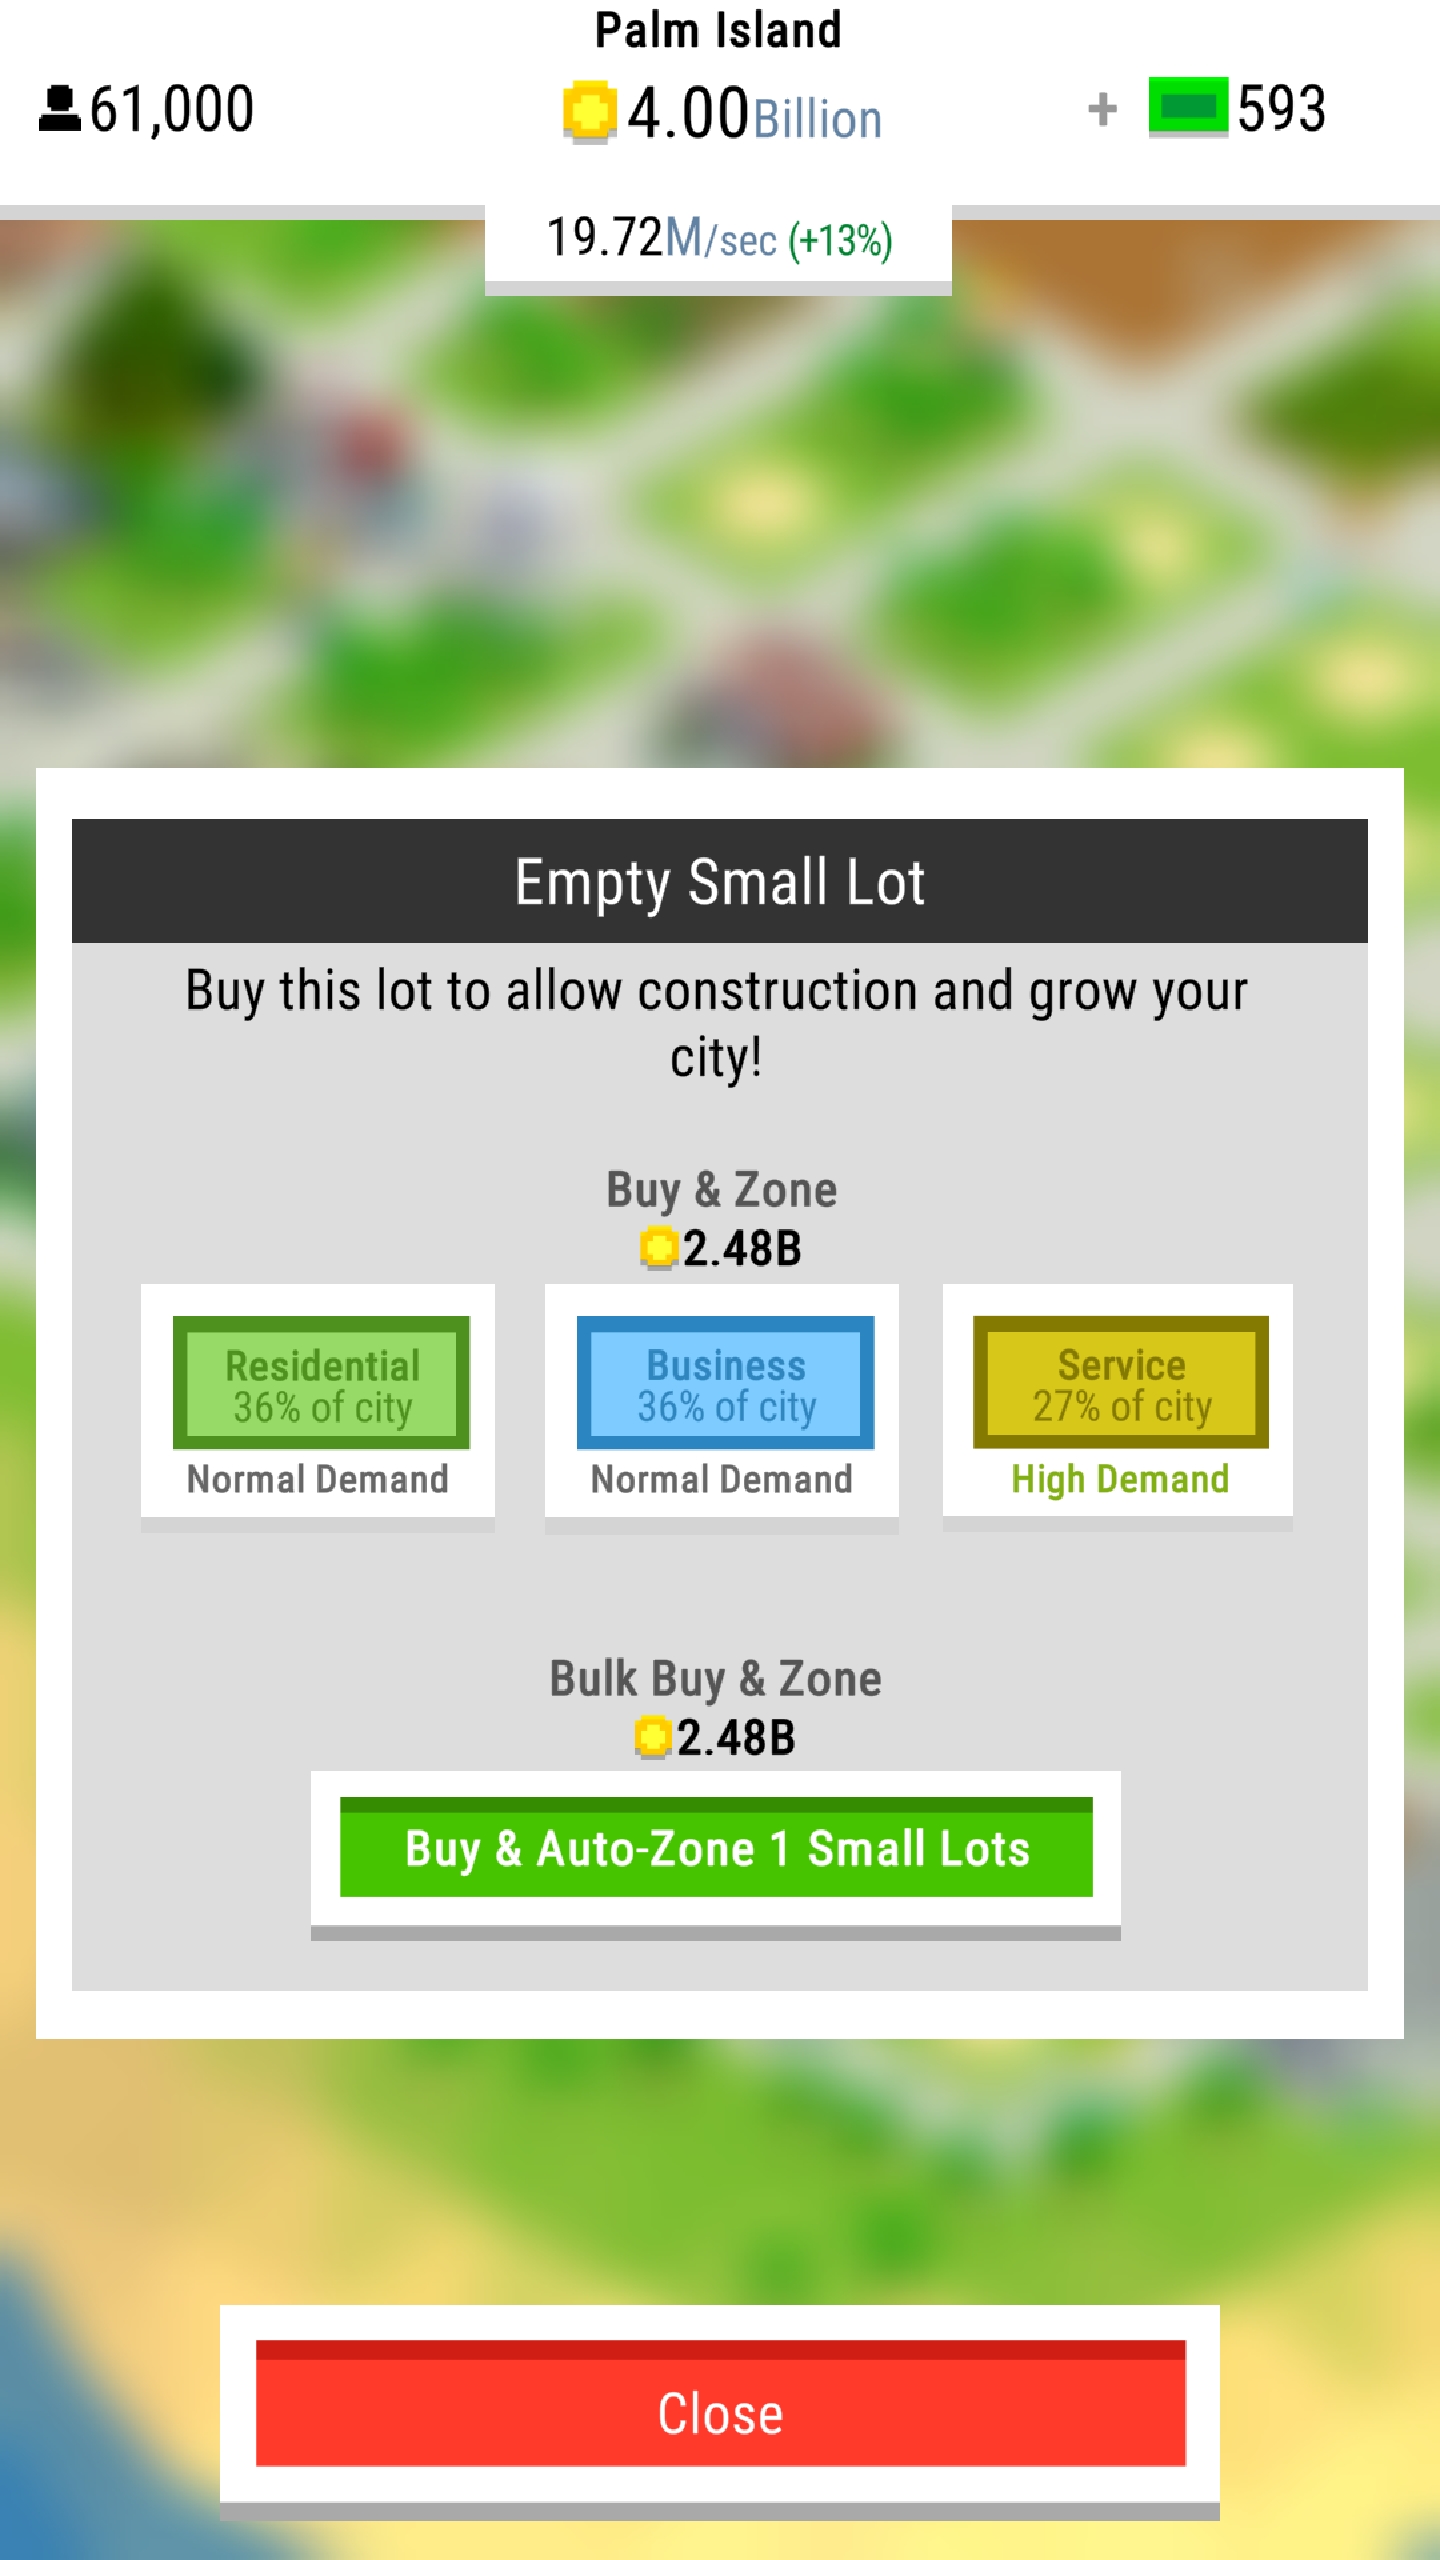 Palm Island
61,000
4.00Billion
+ 593
19.72M/sec (+13%)
Empty Small Lot
Buy this lot to allow construction and grow your
city!
Buy & Zone
2.48B
Residential
36% of city
Normal Demand
Business
36% of city
Normal Demand
Service
27% of city
High Demand
Bulk Buy & Zone
2.48B
Buy & Auto-Zone 1 Small Lots
Close